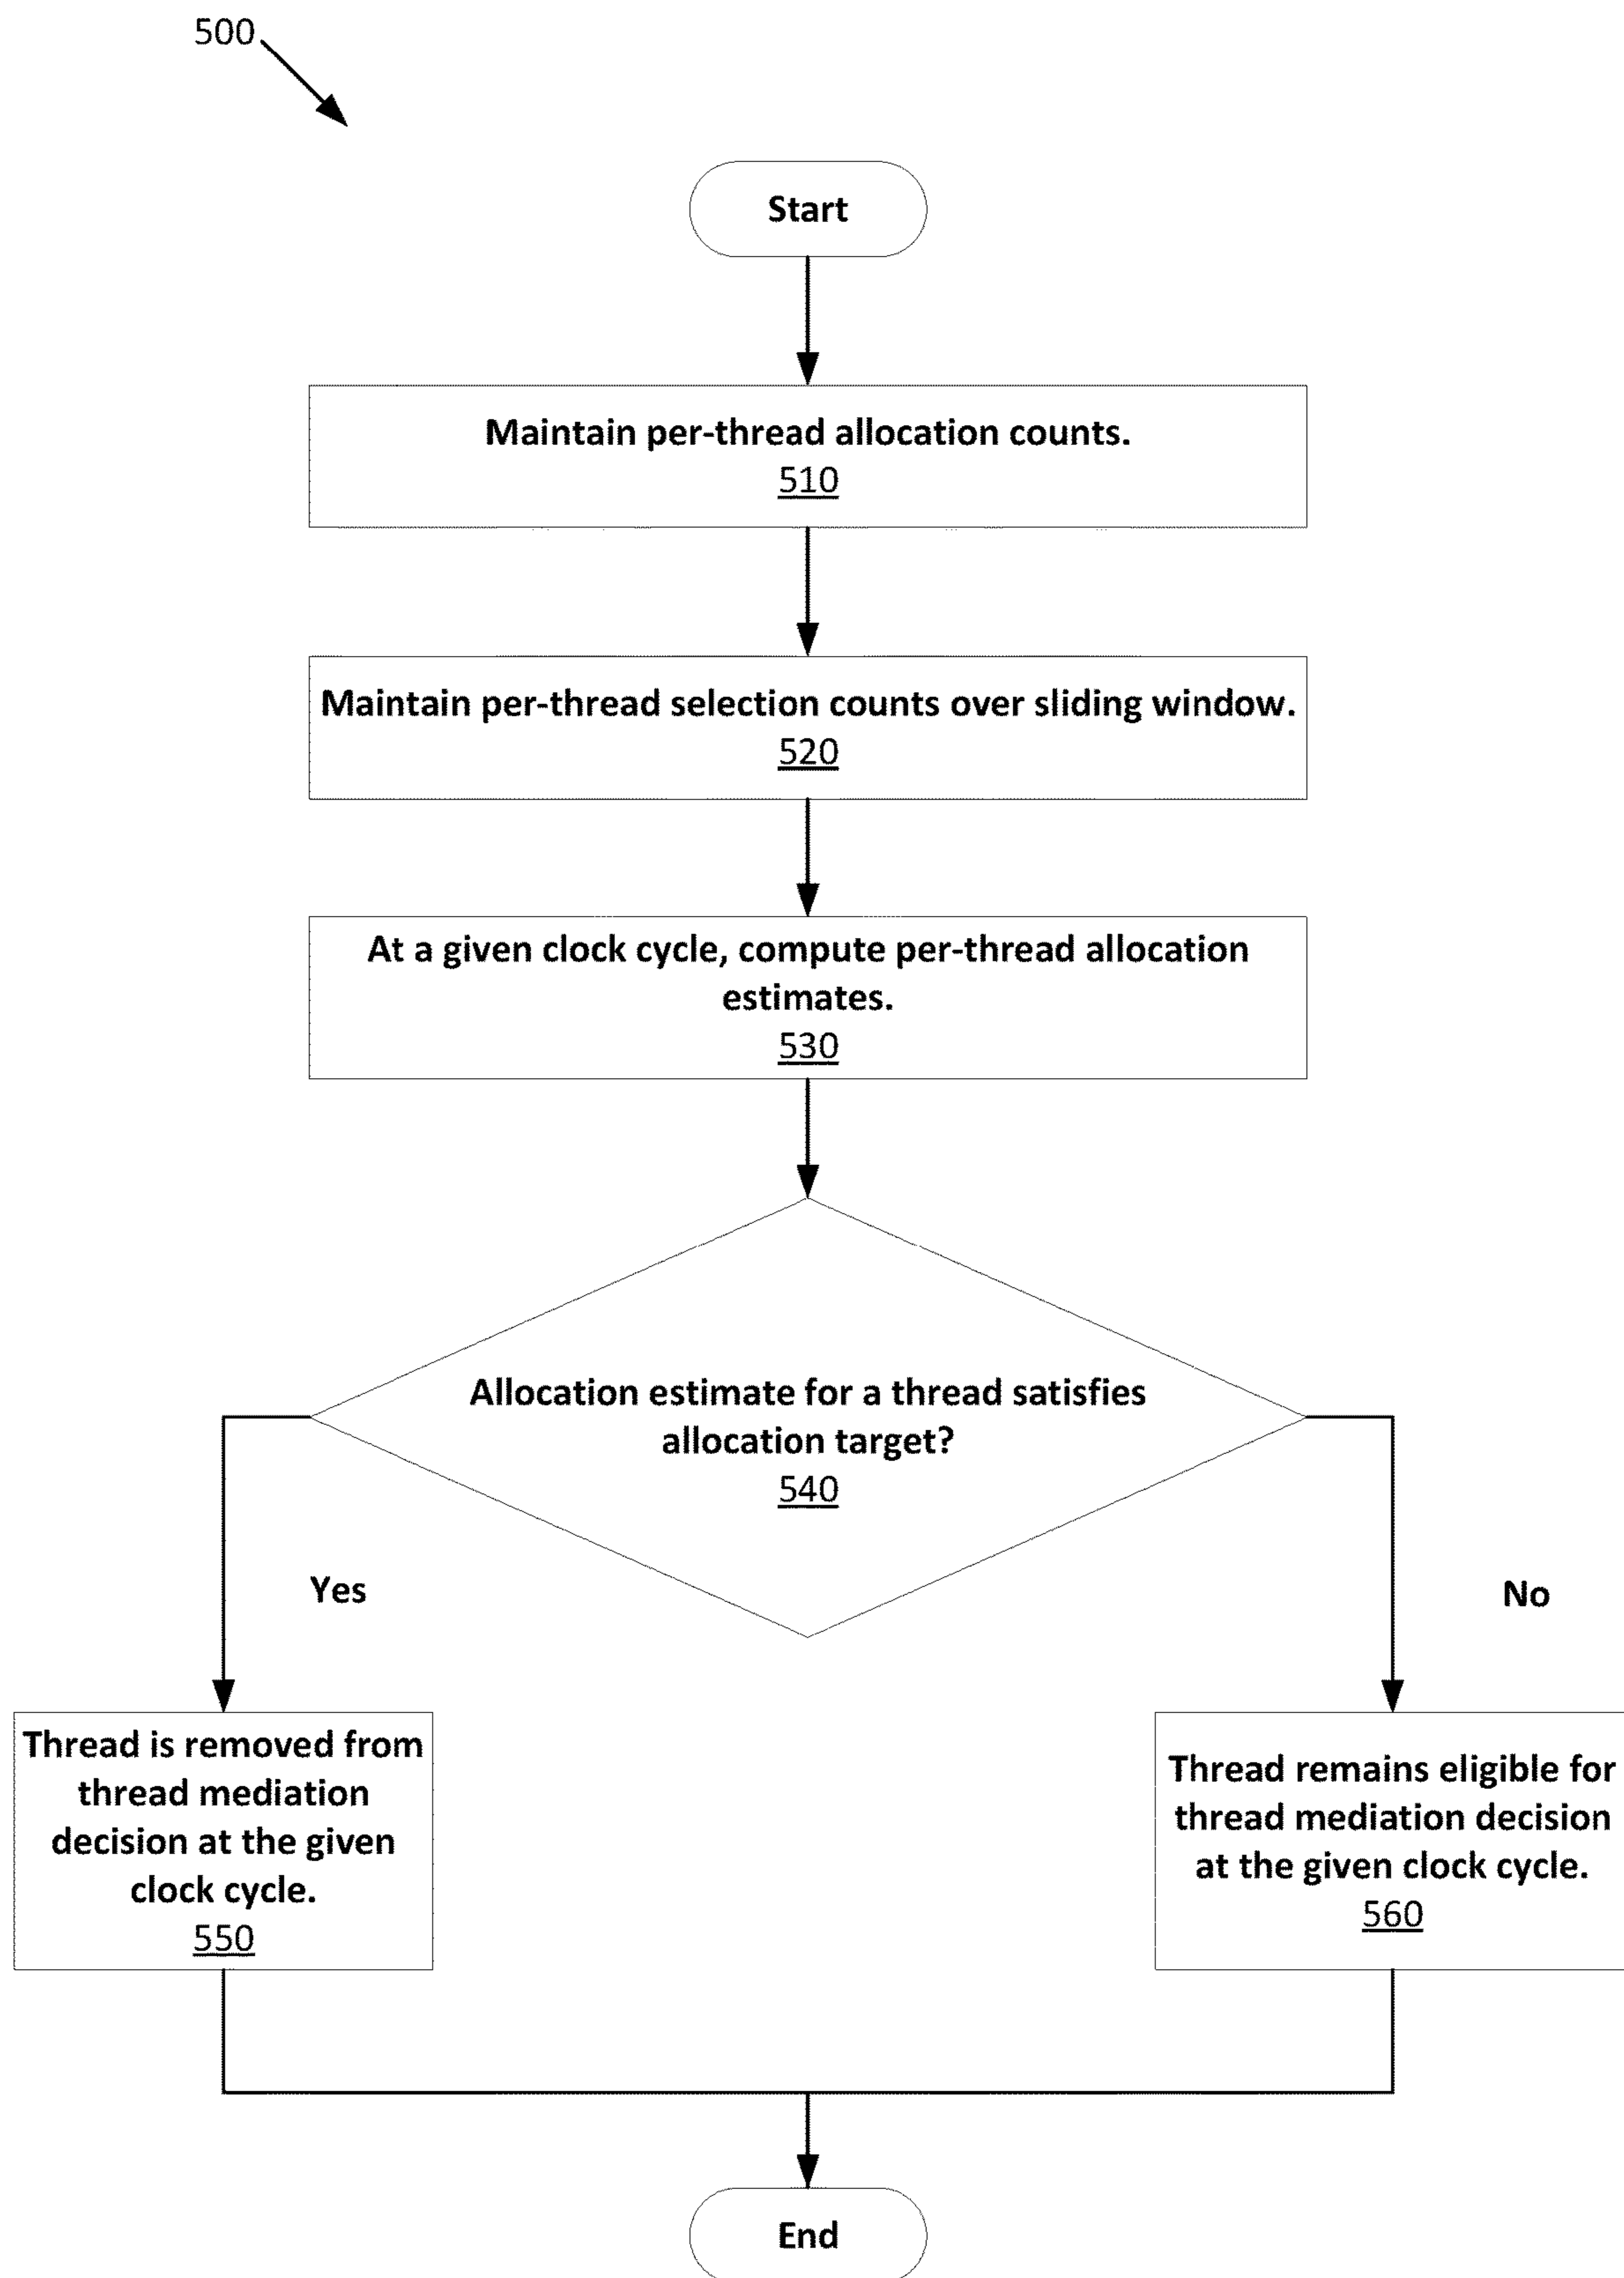 500
Start
Maintain per-thread allocation counts.
510
Maintain per-thread selection counts over sliding window.
520
At a given clock cycle, compute per-thread allocation
estimates.
530
Allocation estimate for a thread satisfies
allocation target?
540
Yes
No
Thread is removed from
thread mediation
decision at the given
clock cycle.
550
Thread remains eligible for
thread mediation decision
at the given clock cycle.
560
End